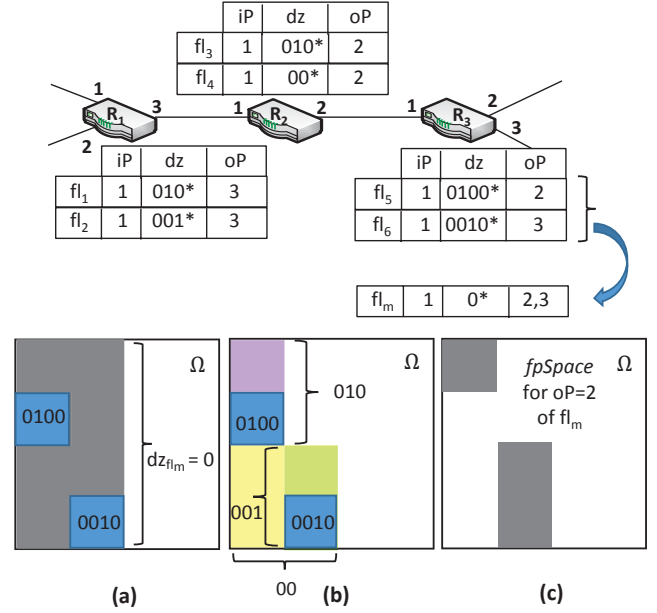 iP dz oP
fl3 1 010* 2
fl4 1 00* 2
1 3 1 2 1 2
R1 R2 R3
2 3
iP dz oP
fl1 1 010* 3
fl2 1 001* 3
iP dz oP
fl5 1 0100* 2
fl6 1 0010* 3
flm 1 0* 2,3
Ω
0100
dzflm = 0
0010
(a)
Ω
010
0100
001
0010
00
(b)
Ω
fpSpace
for oP=2
of flm
(c)